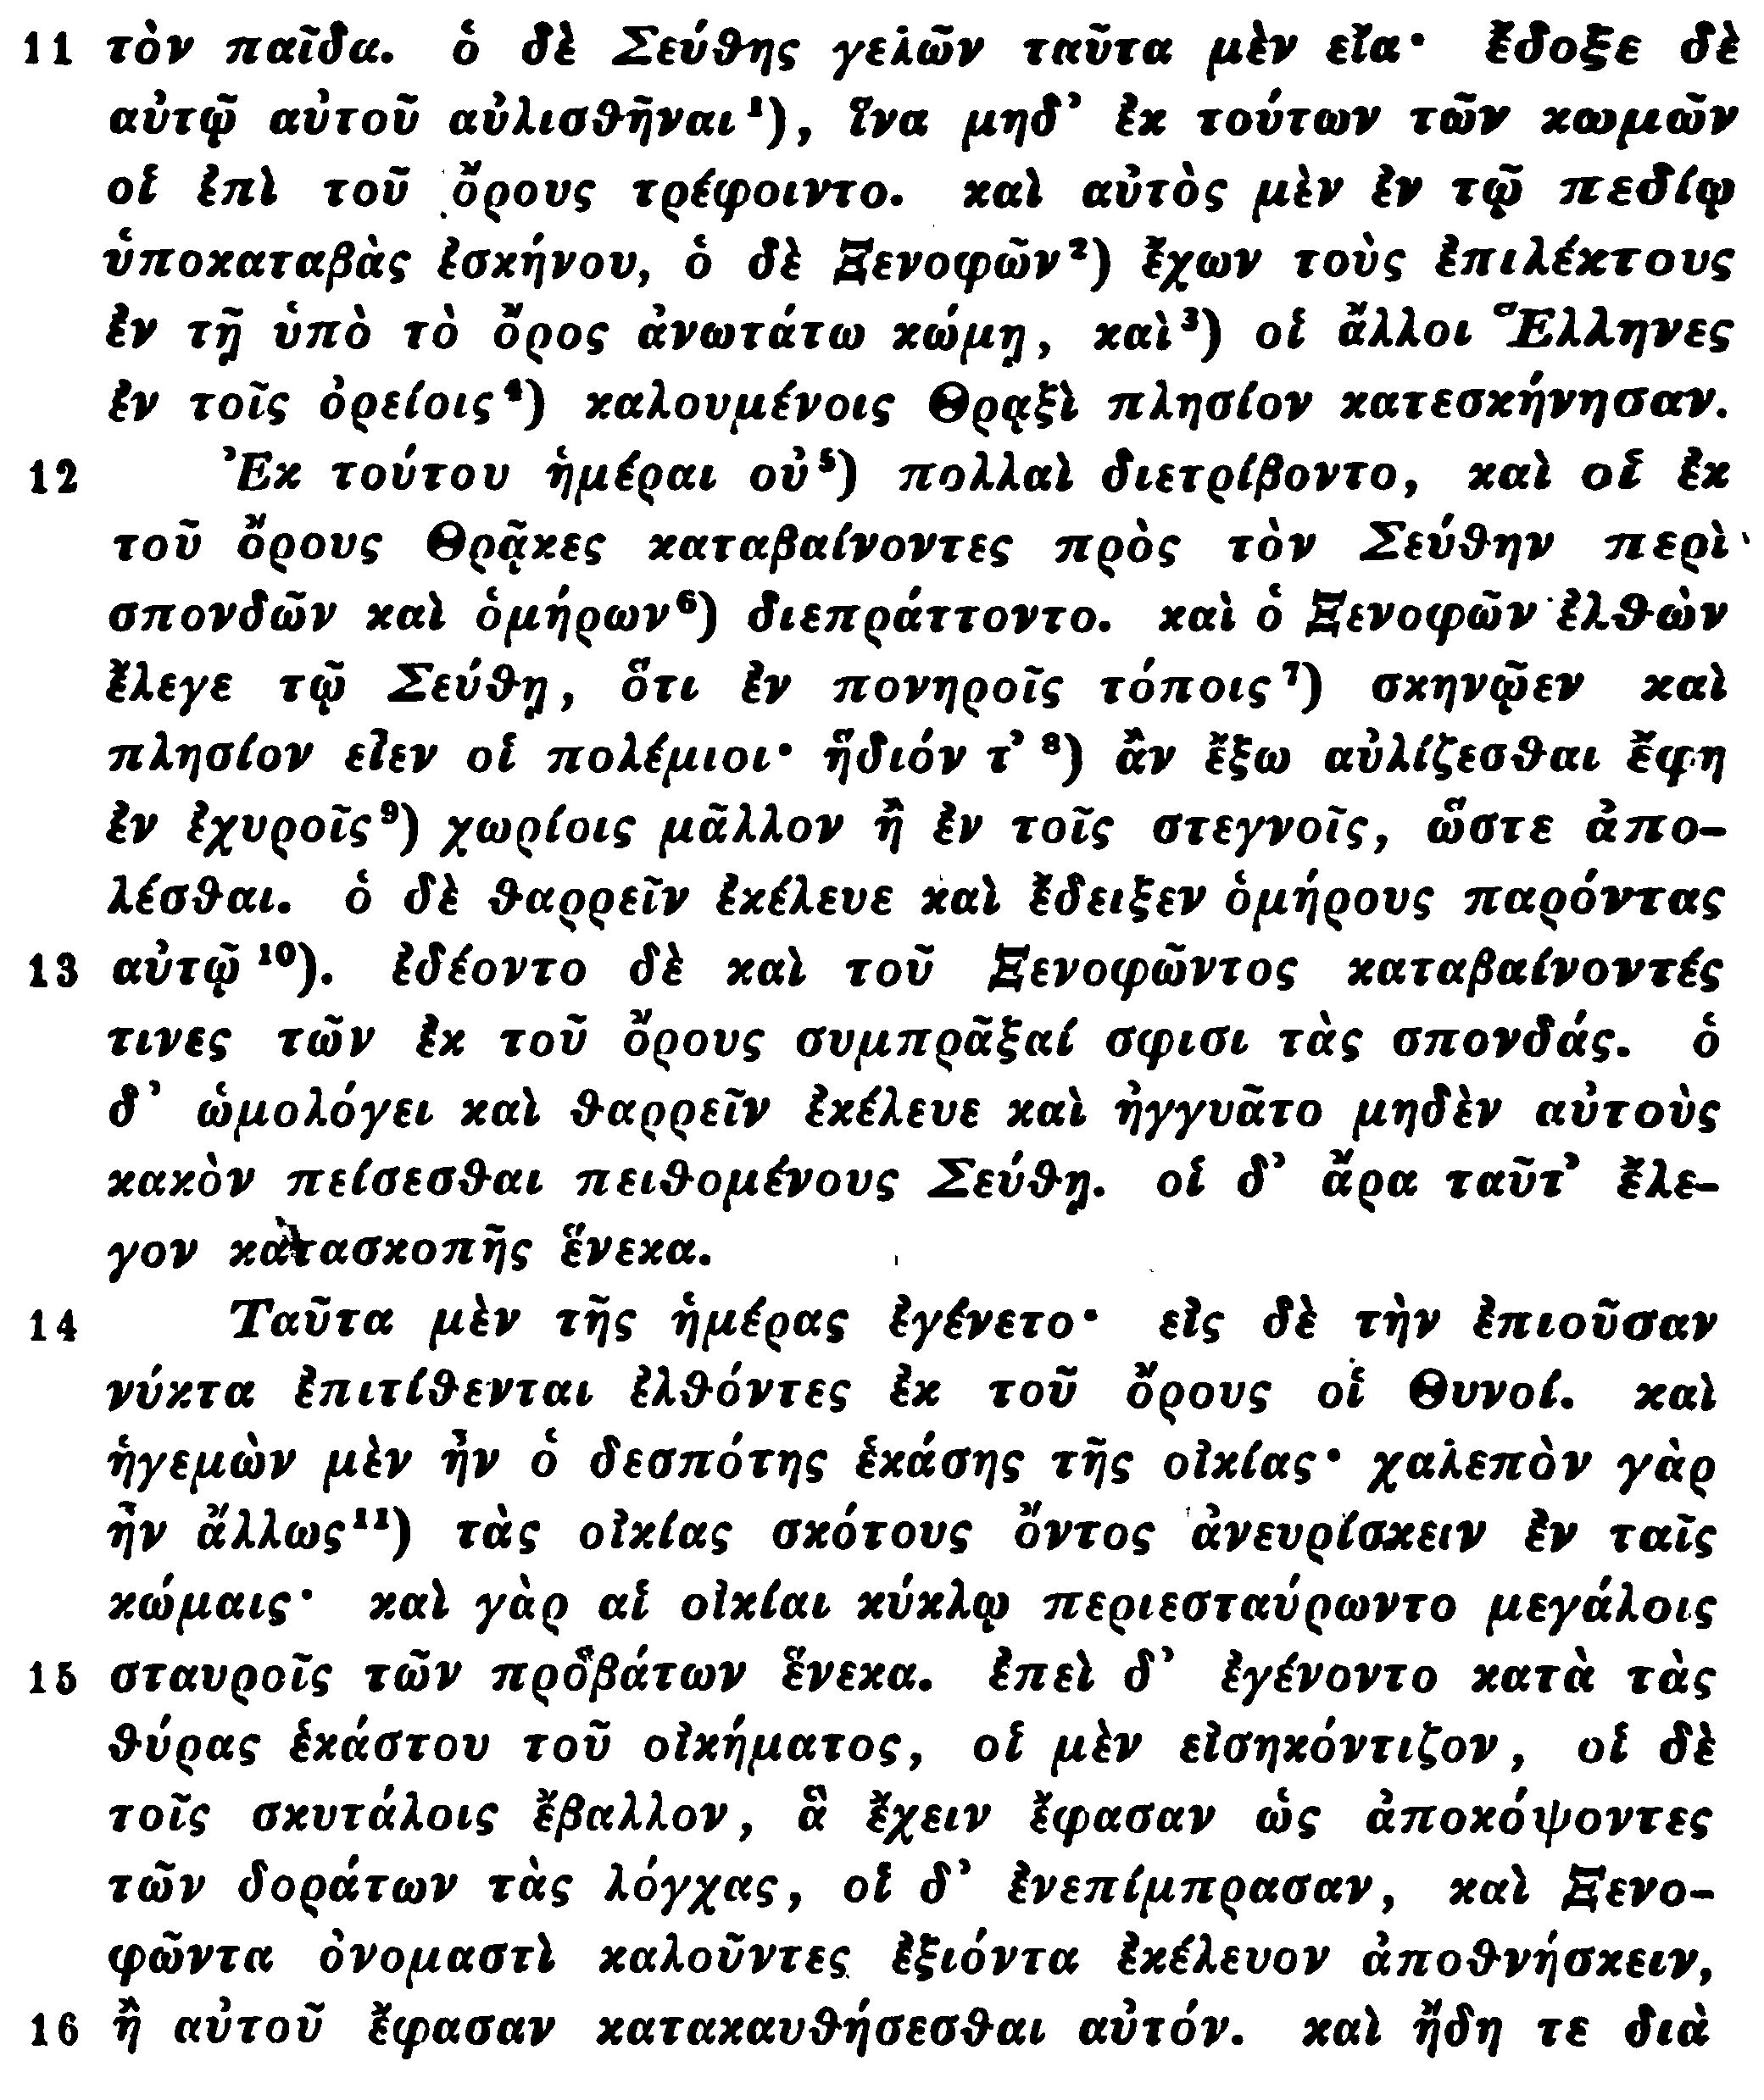 11 τὸν παῖδα. ὁ δὲ Σεύθης γελῶν ταῦτα μὲν εἴα· ἔδοξε δὲ
αὐτῷ αὐτοῦ αὐλισθῆναι¹), ἵνα μηδ’ ἐκ τούτων τῶν κωμῶν
οἱ ἐπὶ τοῦ ὄρους τρέφοιντο. καὶ αὐτὸς μὲν ἐν τῷ πεδίῳ
ὑποκαταβὰς ἐσκήνου, ὁ δὲ Ξενοφῶν²) ἔχων τοὺς ἐπιλέκτους
ἐν τῇ ὑπὸ τὸ ὄρος ἀνωτάτω κώμῃ, καὶ³) οἱ ἄλλοι Ἕλληνες
ἐν τοῖς ὀρείοις⁴) καλουμένοις Θρᾳξὶ πλησίον κατεσκήνησαν.
12 Ἐκ τούτου ἡμέραι οὐ⁵) πολλαὶ διετρίβοντο, καὶ οἱ ἐκ
τοῦ ὄρους Θρᾷκες καταβαίνοντες πρὸς τὸν Σεύθην περὶ
σπονδῶν καὶ ὁμήρων⁶) διεπράττοντο. καὶ ὁ Ξενοφῶν ἐλθὼν
ἔλεγε τῷ Σεύθῃ, ὅτι ἐν πονηροῖς τόποις⁷) σκηνῷεν καὶ
πλησίον εἶεν οἱ πολέμιοι· ἥδιόν τ’ ⁸) ἂν ἔξω αὐλίζεσθαι ἔφη
ἐν ἐχυροῖς⁹) χωρίοις μᾶλλον ἢ ἐν τοῖς στεγνοῖς, ὥστε ἀπο-
λέσθαι. ὁ δὲ θαρρεῖν ἐκέλευε καὶ ἔδειξεν ὁμήρους παρόντας
13 αὐτῷ ¹⁰). ἐδέοντο δὲ καὶ τοῦ Ξενοφῶντος καταβαίνοντές
τινες τῶν ἐκ τοῦ ὄρους συμπρᾶξαί σφισι τὰς σπονδάς. ὁ
δ’ ὡμολόγει καὶ θαρρεῖν ἐκέλευε καὶ ἠγγυᾶτο μηδὲν αὐτοὺς
κακὸν πείσεσθαι πειθομένους Σεύθῃ. οἱ δ’ ἄρα ταῦτ’ ἔλε-
γον κατασκοπῆς ἕνεκα.
14 Ταῦτα μὲν τῆς ἡμέρας ἐγένετο· εἰς δὲ τὴν ἐπιοῦσαν
νύκτα ἐπιτίθενται ἐλθόντες ἐκ τοῦ ὄρους οἱ Θυνοί. καὶ
ἡγεμὼν μὲν ἦν ὁ δεσπότης ἑκάσης τῆς οἰκίας· χαλεπὸν γὰρ
ἦν ἄλλως¹¹) τὰς οἰκίας σκότους ὄντος ἀνευρίσκειν ἐν ταῖς
κώμαις· καὶ γὰρ αἱ οἰκίαι κύκλῳ περιεσταύρωντο μεγάλοις
15 σταυροῖς τῶν προβάτων ἕνεκα. ἐπεὶ δ’ ἐγένοντο κατὰ τὰς
θύρας ἑκάστου τοῦ οἰκήματος, οἱ μὲν εἰσηκόντιζον, οἱ δὲ
τοῖς σκυτάλοις ἔβαλλον, ἃ ἔχειν ἔφασαν ὡς ἀποκόψοντες
τῶν δοράτων τὰς λόγχας, οἱ δ’ ἐνεπίμπρασαν, καὶ Ξενο-
φῶντα ὀνομαστὶ καλοῦντες ἐξιόντα ἐκέλευον ἀποθνήσκειν,
16 ἢ αὐτοῦ ἔφασαν κατακαυθήσεσθαι αὐτόν. καὶ ἤδη τε διὰ